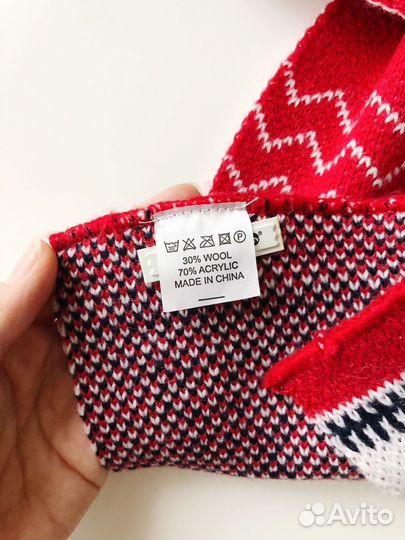 30% WOOL
70% ACRYLIC
MADE IN CHINA
Avito